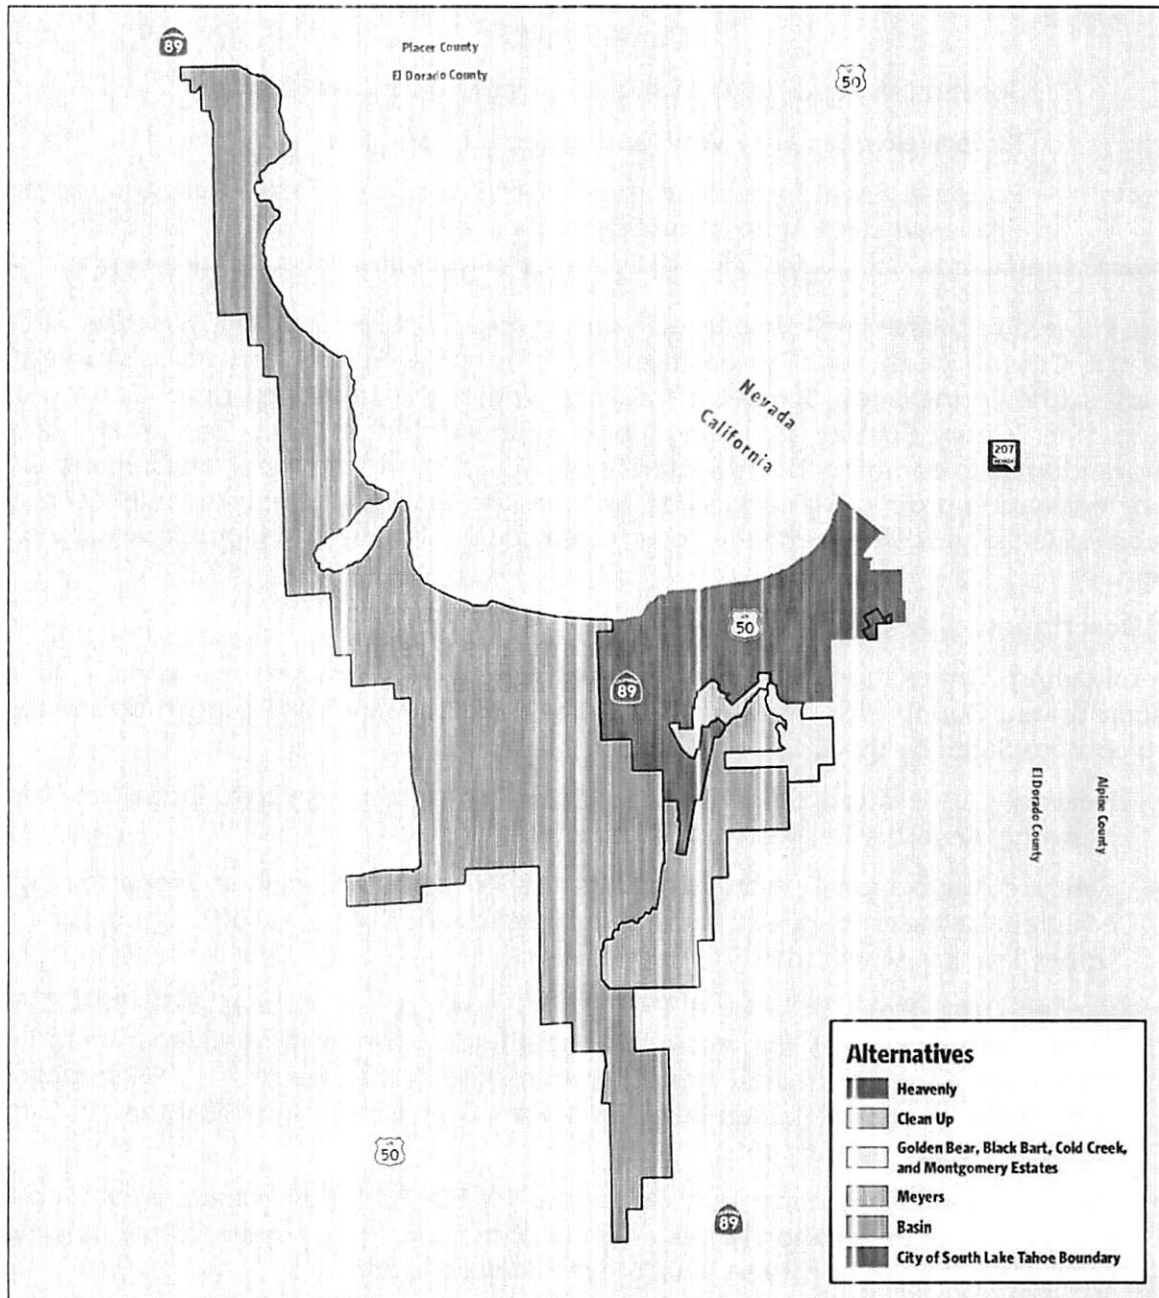 89
Placer County
El Dorado County
50
Nevada
California
207
50
89
El Dorado County
Alpine County
Alternatives
Heavenly
Clean Up
Golden Bear, Black Bart, Cold Creek,
and Montgomery Estates
Meyers
Basin
City of South Lake Tahoe Boundary
50
89